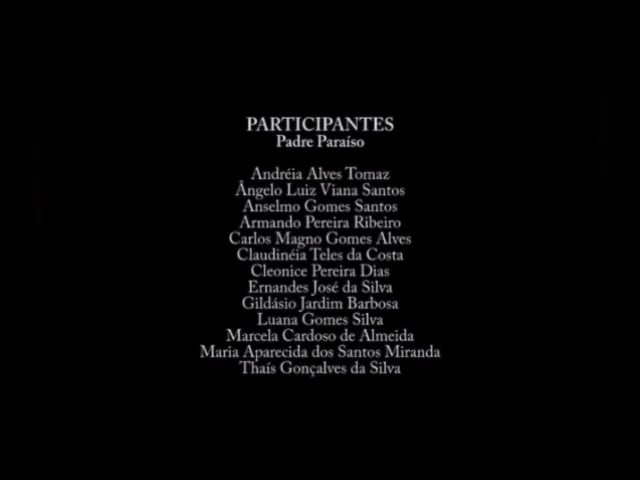 PARTICIPANTES
Padre Paraíso
Andréia Alves Tomaz
Ângelo Luiz Viana Santos
Anselmo Gomes Santos
Armando Pereira Ribeiro
Carlos Magno Gomes Alves
Claudinéia Teles da Costa
Cleonice Pereira Dias
Ernandes José da Silva
Gildásio Jardim Barbosa
Luana Gomes Silva
Marcela Cardoso de Almeida
Maria Aparecida dos Santos Miranda
Thaís Gonçalves da Silva